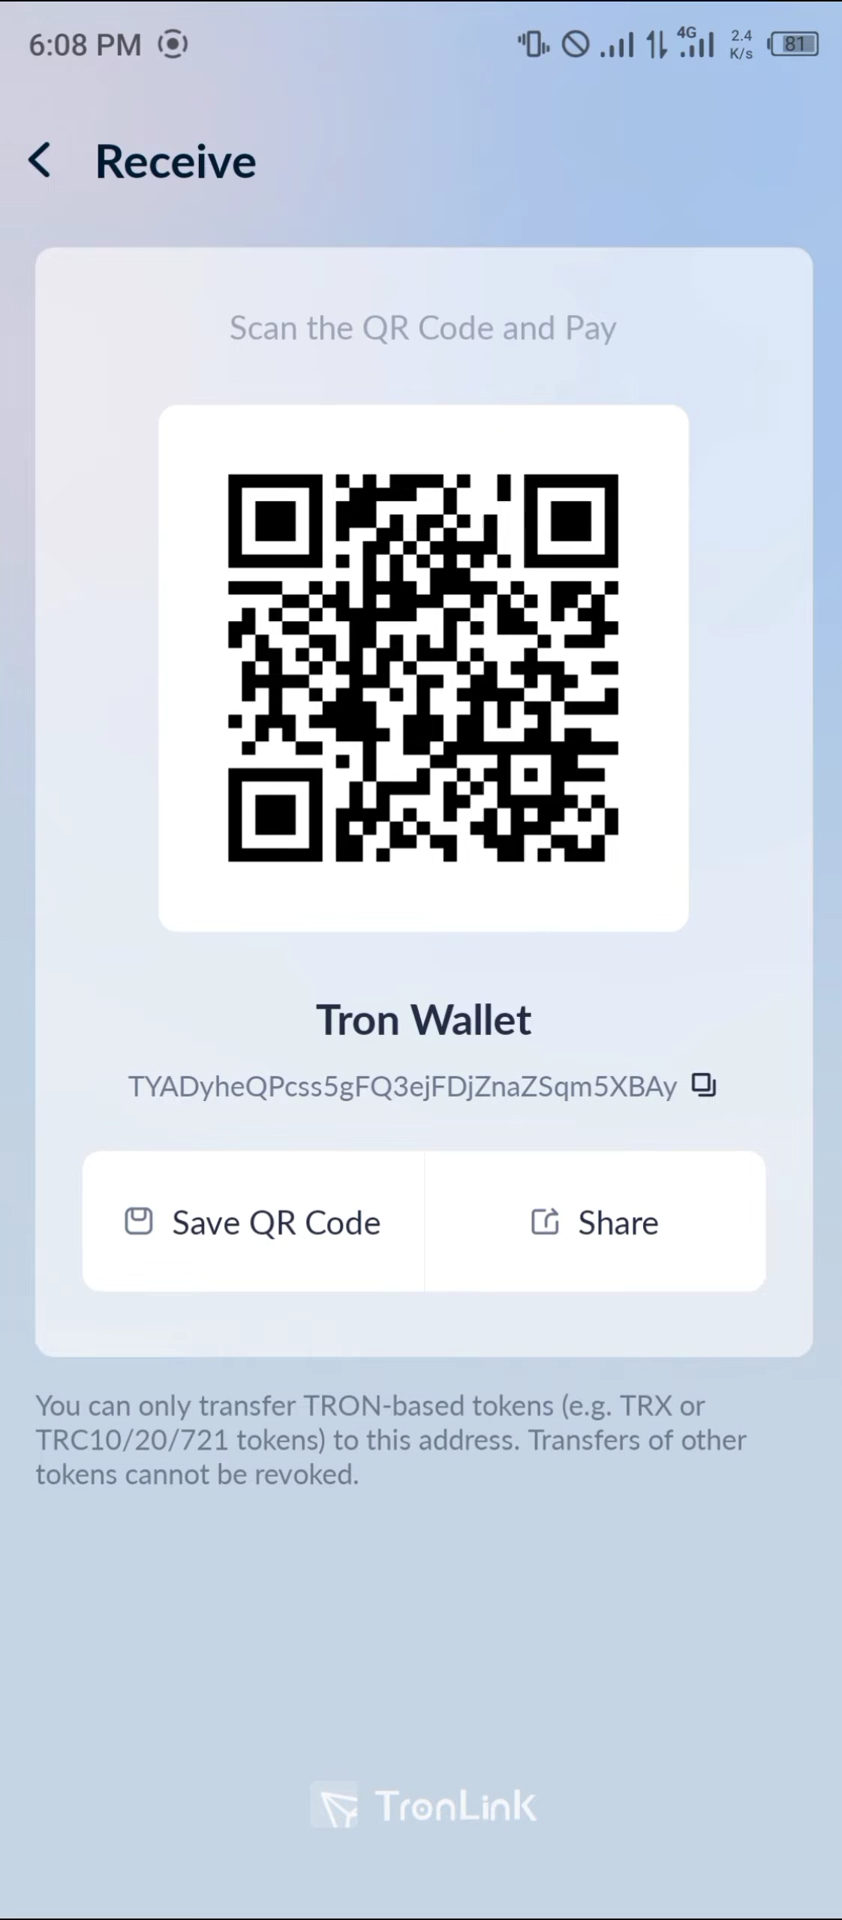 6:08 PM
4G
2.4
K/s
81
Receive
Scan the QR Code and Pay
Tron Wallet
TYADyheQPcss5gFQ3ejFDjZnaZSqm5XBAy
Save QR Code
Share
You can only transfer TRON-based tokens (e.g. TRX or
TRC10/20/721 tokens) to this address. Transfers of other
tokens cannot be revoked.
TronLink